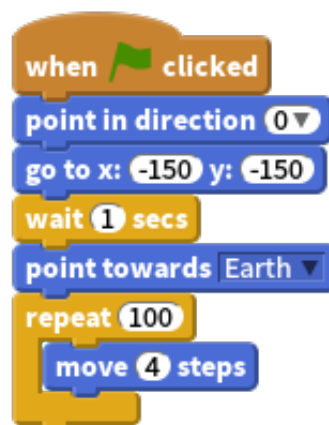 when clicked
point in direction 0
go to x: -150 y: -150
wait 1 secs
point towards Earth
repeat 100
move 4 steps